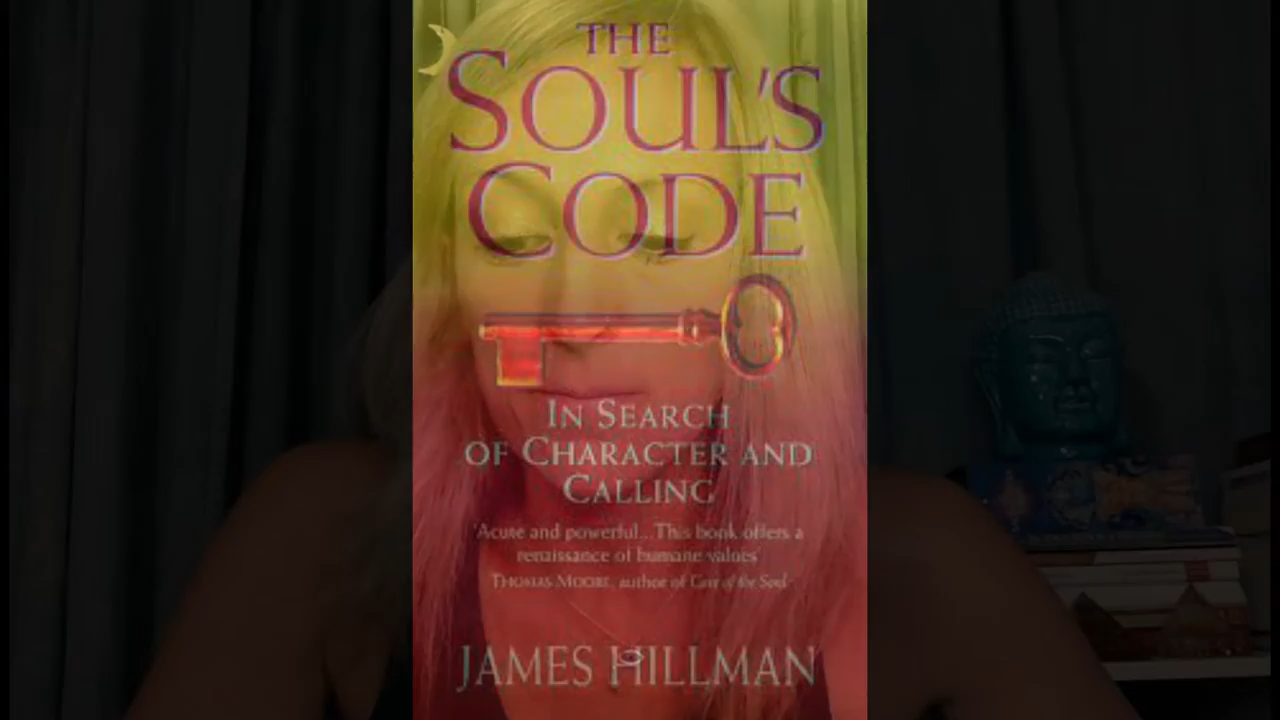 THE
SOUL'S
CODE
IN SEARCH
OF CHARACTER AND
CALLING
'Acute and powerful... This book offers a
renaissance of humane values'
THOMAS MOORE, author of Care of the Soul
JAMES HILLMAN